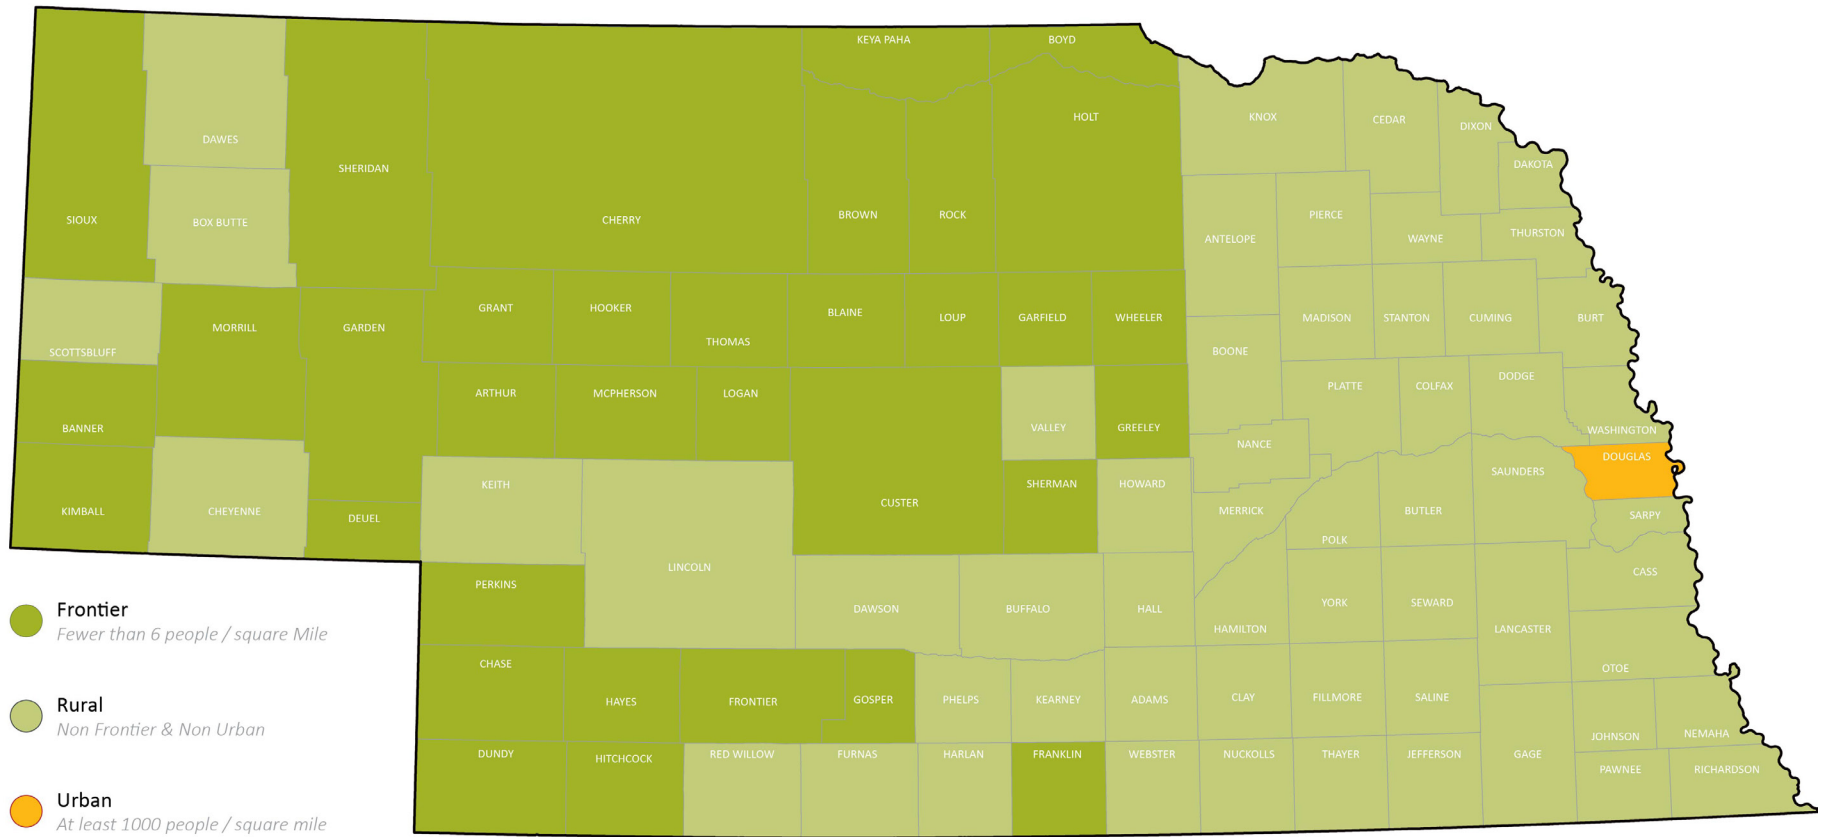 KEYA PAHA
BOYD
KNOX
CEDAR
DIXON
DAKOTA
HOLT
DAWES
SHERIDAN
SIOUX
BOX BUTTE
CHERRY
BROWN
ROCK
ANTELOPE
PIERCE
WAYNE
THURSTON
SCOTTSBLUFF
MORRILL
GARDEN
GRANT
HOOKER
THOMAS
BLAINE
LOUP
GARFIELD
WHEELER
BOONE
MADISON
STANTON
CUMING
BURT
BANNER
ARTHUR
MCPHERSON
LOGAN
VALLEY
GREELEY
NANCE
PLATTE
COLFAX
DODGE
WASHINGTON
KIMBALL
CHEYENNE
DEUEL
KEITH
CUSTER
SHERMAN
HOWARD
MERRICK
POLK
BUTLER
SAUNDERS
DOUGLAS
SARPY
PERKINS
LINCOLN
DAWSON
BUFFALO
HALL
HAMILTON
YORK
SEWARD
LANCASTER
CASS
OTOE
CHASE
HAYES
FRONTIER
GOSPER
PHELPS
KEARNEY
ADAMS
CLAY
FILLMORE
SALINE
JOHNSON
NEMAHA
DUNDY
HITCHCOCK
RED WILLOW
FURNAS
HARLAN
FRANKLIN
WEBSTER
NUCKOLLS
THAYER
JEFFERSON
GAGE
PAWNEE
RICHARDSON
Frontier
Fewer than 6 people / square Mile
Rural
Non Frontier & Non Urban
Urban
At least 1000 people / square mile